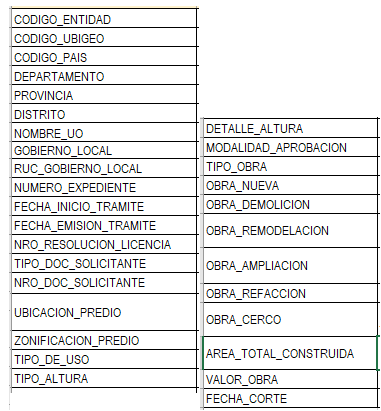 CODIGO_ENTIDAD
CODIGO_UBIGEO
CODIGO_PAIS
DEPARTAMENTO
PROVINCIA
DISTRITO
NOMBRE_UO
GOBIERNO_LOCAL
RUC_GOBIERNO_LOCAL
NUMERO_EXPEDIENTE
FECHA_INICIO_TRAMITE
FECHA_EMISION_TRAMITE
NRO_RESOLUCION_LICENCIA
TIPO_DOC_SOLICITANTE
NRO_DOC_SOLICITANTE
UBICACION_PREDIO
ZONIFICACION_PREDIO
TIPO_DE_USO
TIPO_ALTURA
DETALLE_ALTURA
MODALIDAD_APROBACION
TIPO_OBRA
OBRA_NUEVA
OBRA_DEMOLICION
OBRA_REMODELACION
OBRA_AMPLIACION
OBRA_REFACCION
OBRA_CERCO
AREA_TOTAL_CONSTRUIDA
VALOR_OBRA
FECHA_CORTE